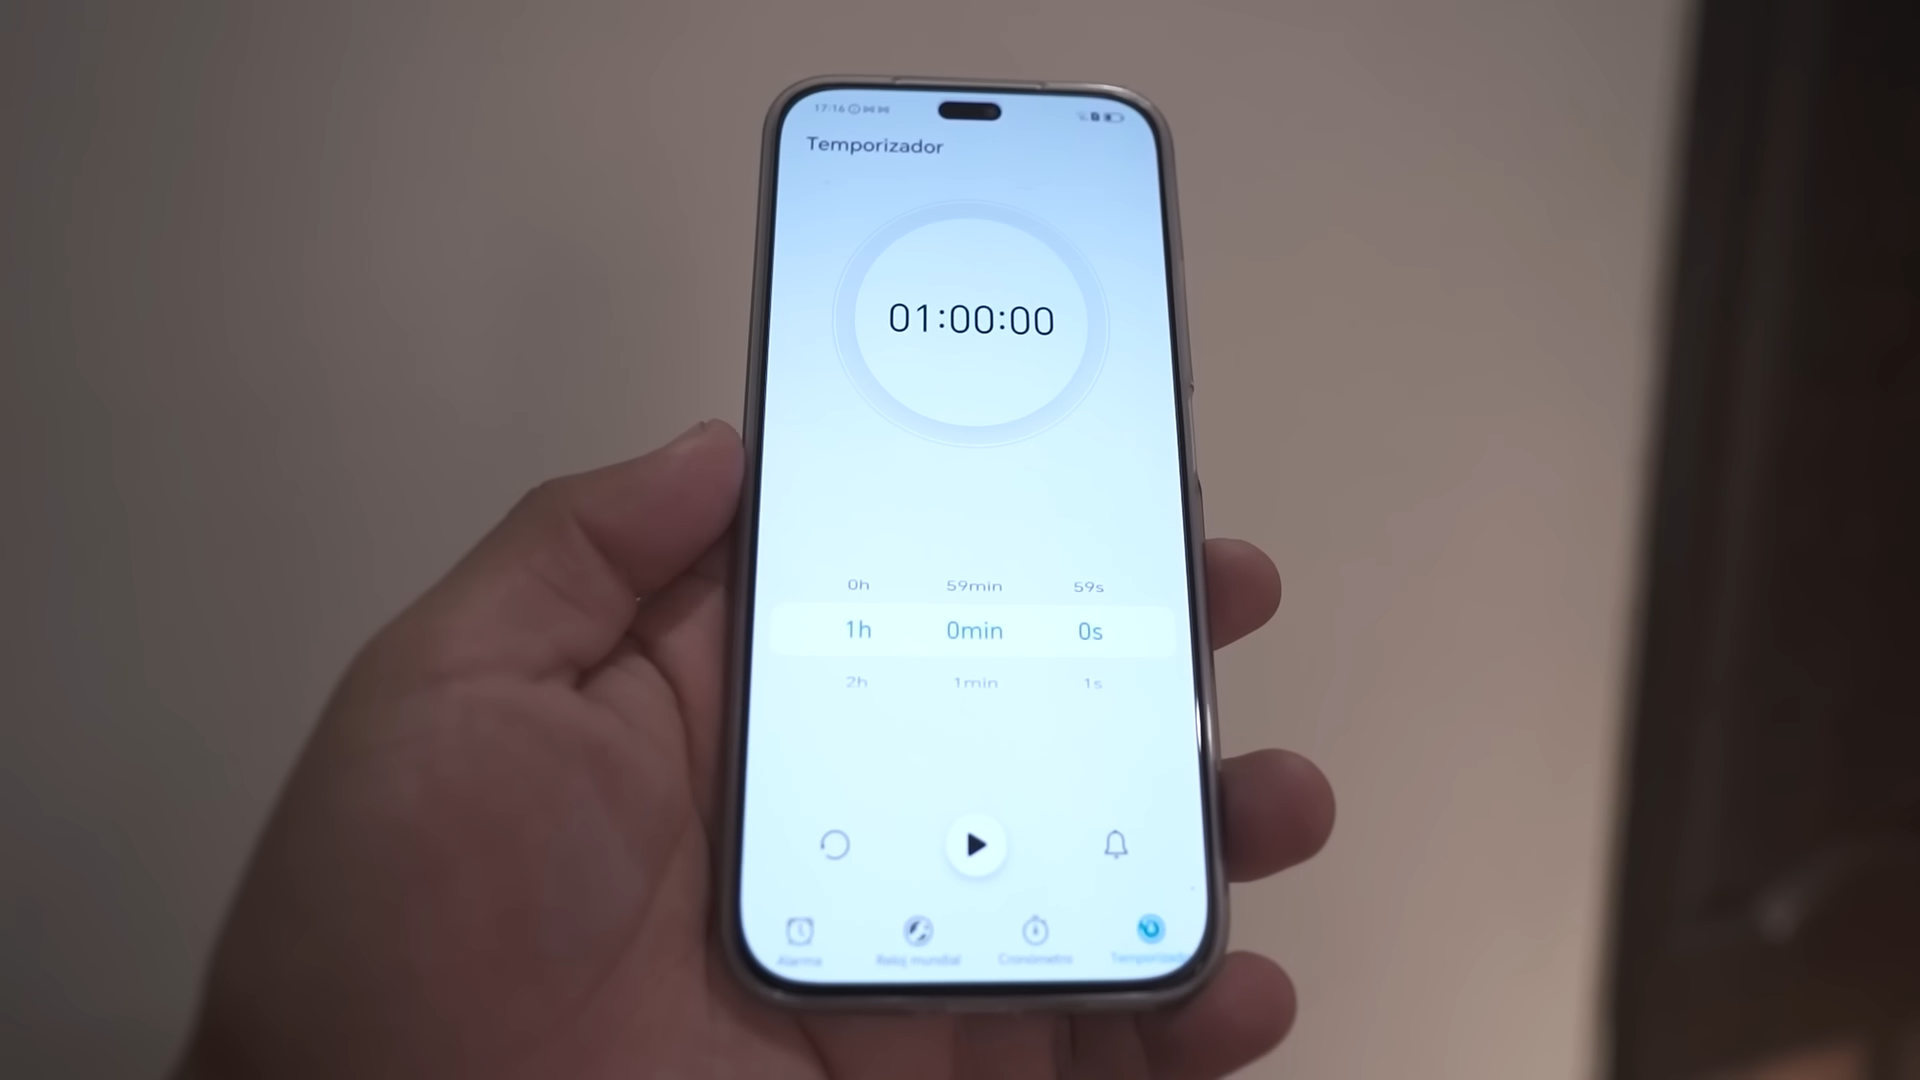 17:16
Temporizador
01:00:00
0h 59min 59s
1h 0min 0s
2h 1min 1s
Alarma Reloj mundial Cronómetro Temporizador